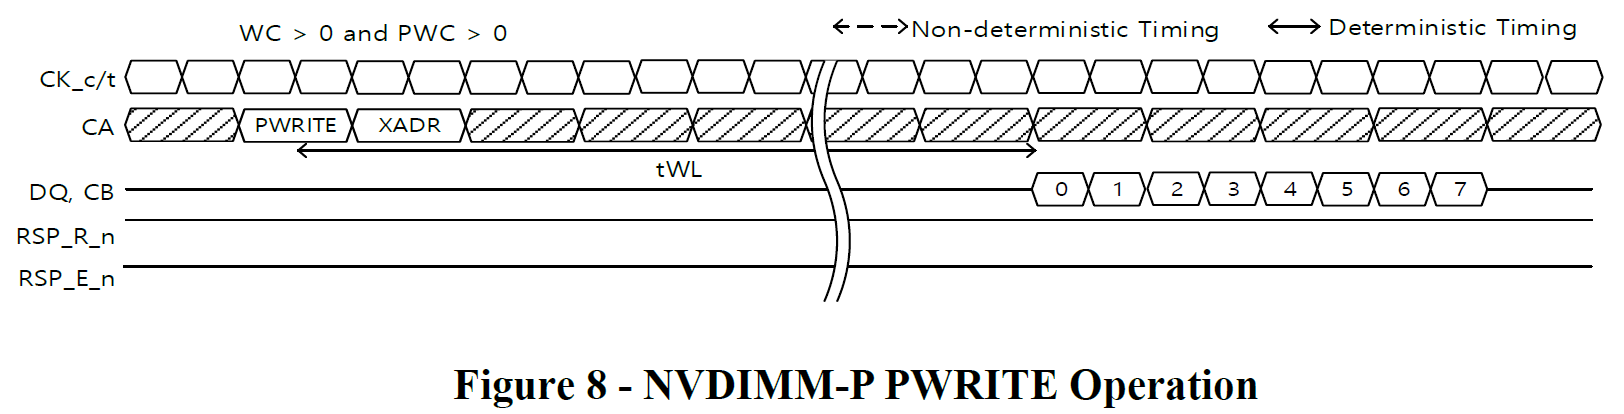 WC > 0 and PWC > 0
Non-deterministic Timing
Deterministic Timing
CK_c/t
CA
PWRITE
XADR
tWL
DQ, CB
0 1 2 3 4 5 6 7
RSP_R_n
RSP_E_n
Figure 8 - NVDIMM-P PWRITE Operation